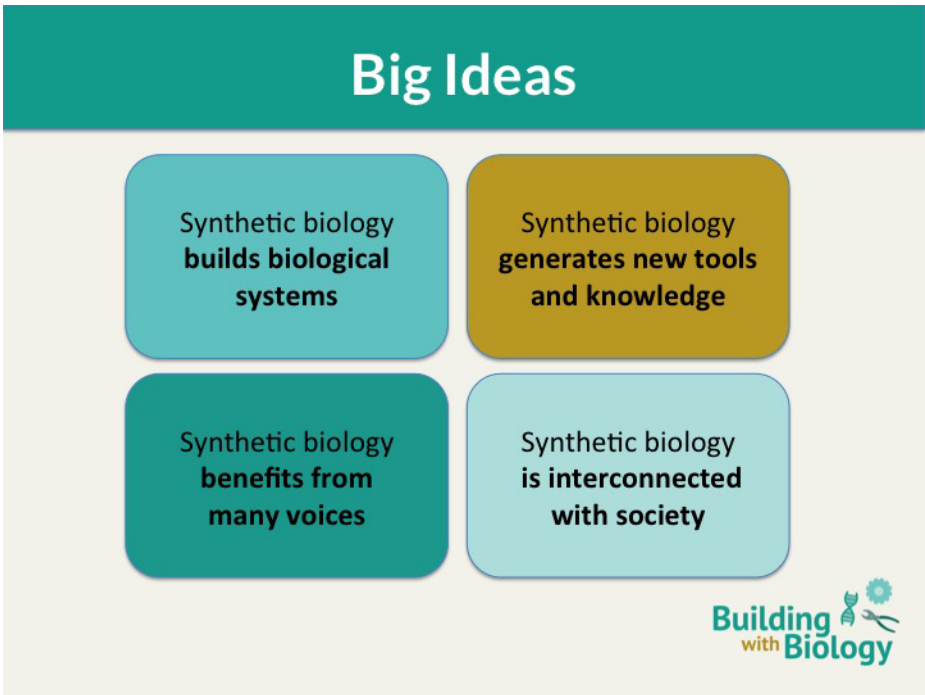 Big Ideas
Synthetic biology
builds biological
systems
Synthetic biology
generates new tools
and knowledge
Synthetic biology
benefits from
many voices
Synthetic biology
is interconnected
with society
Building
with Biology